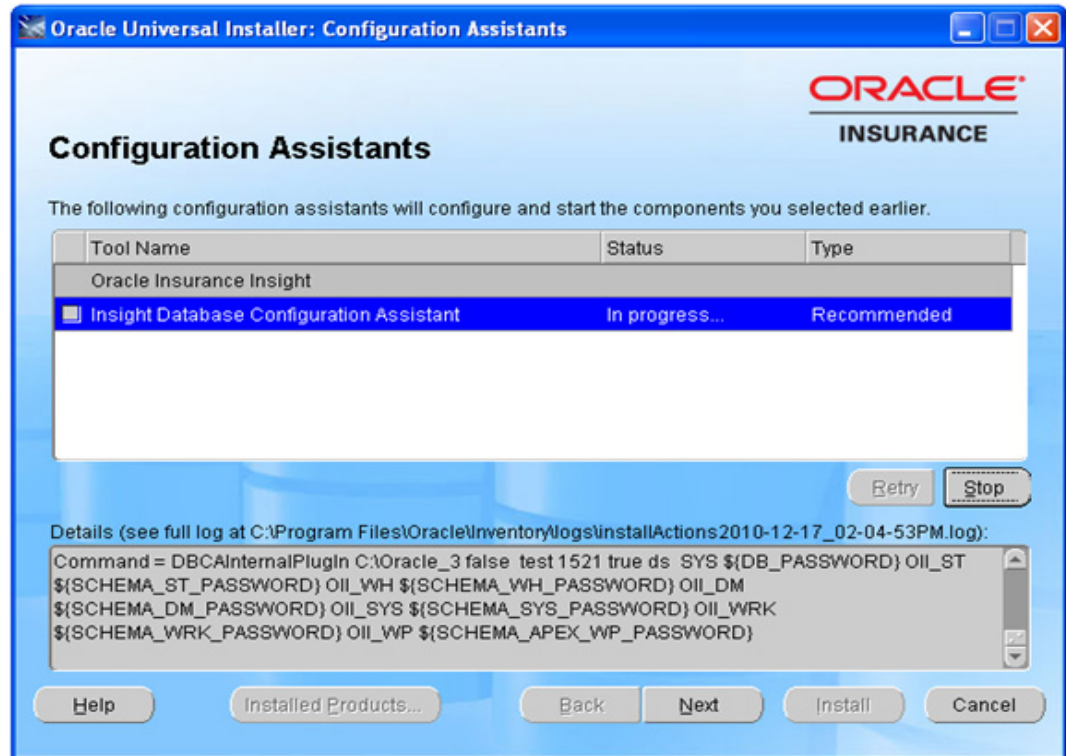 Oracle Universal Installer: Configuration Assistants
ORACLE
INSURANCE
Configuration Assistants
The following configuration assistants will configure and start the components you selected earlier.
Tool Name Status Type
Oracle Insurance Insight
Insight Database Configuration Assistant In progress... Recommended
Retry Stop
Details (see full log at C:\Program Files\Oracle\Inventory\logs\installActions2010-12-17_02-04-53PM.log):
Command = DBCAInternalPlugIn C:\Oracle_3 false test 1521 true ds SYS ${DB_PASSWORD} OII_ST
${SCHEMA_ST_PASSWORD} OII_WH ${SCHEMA_WH_PASSWORD} OII_DM
${SCHEMA_DM_PASSWORD} OII_SYS ${SCHEMA_SYS_PASSWORD} OII_WRK
${SCHEMA_WRK_PASSWORD} OII_WP ${SCHEMA_APEX_WP_PASSWORD}
Help Installed Products... Back Next Install Cancel